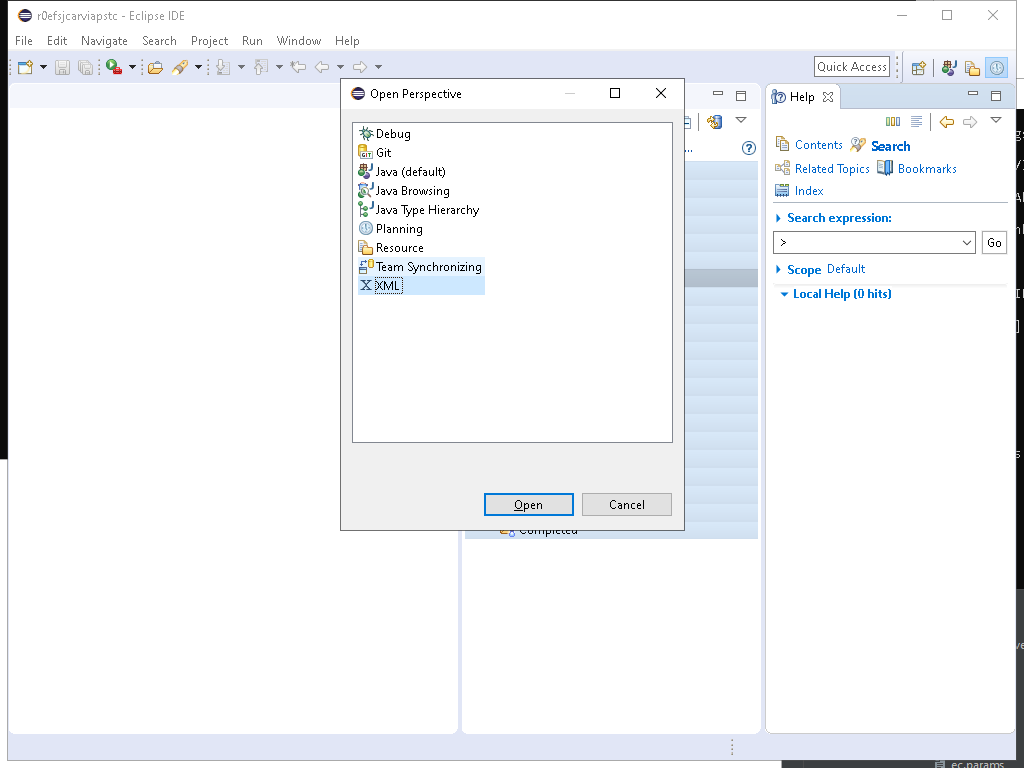 r0efsjcarviapstc - Eclipse IDE
File Edit Navigate Search Project Run Window Help
Quick Access
Open Perspective
Debug
Git
Java (default)
Java Browsing
Java Type Hierarchy
Planning
Resource
Team Synchronizing
XML
Open Cancel
...
Completed
Help
Contents Search
Related Topics Bookmarks
Index
Search expression:
> Go
Scope Default
Local Help (0 hits)
ec.params